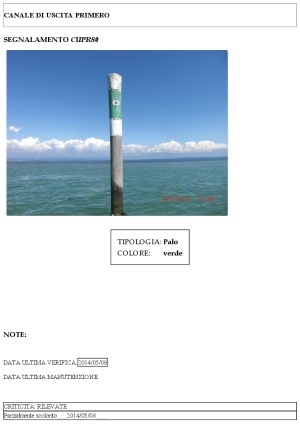 CANALE DI USCITA PRIMERO
SEGNALAMENTO CUPR80
TIPOLOGIA: Palo
COLORE: verde
NOTE:
DATA ULTIMA VERIFICA 2014/05/08
DATA ULTIMA MANUTENZIONE
CRITICITA' RILEVATE
Parzialmente scolorito 2014/05/08